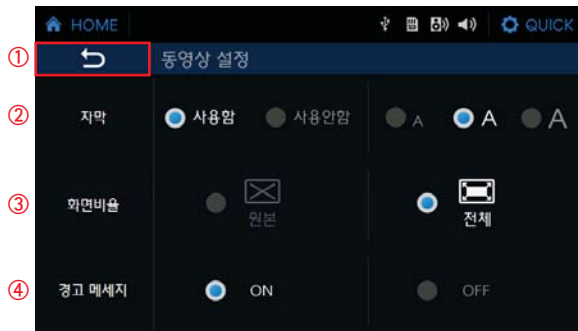 HOME QUICK
① 동영상 설정
② 자막 사용함 사용안함 A A A
③ 화면비율 원본 전체
④ 경고 메세지 ON OFF